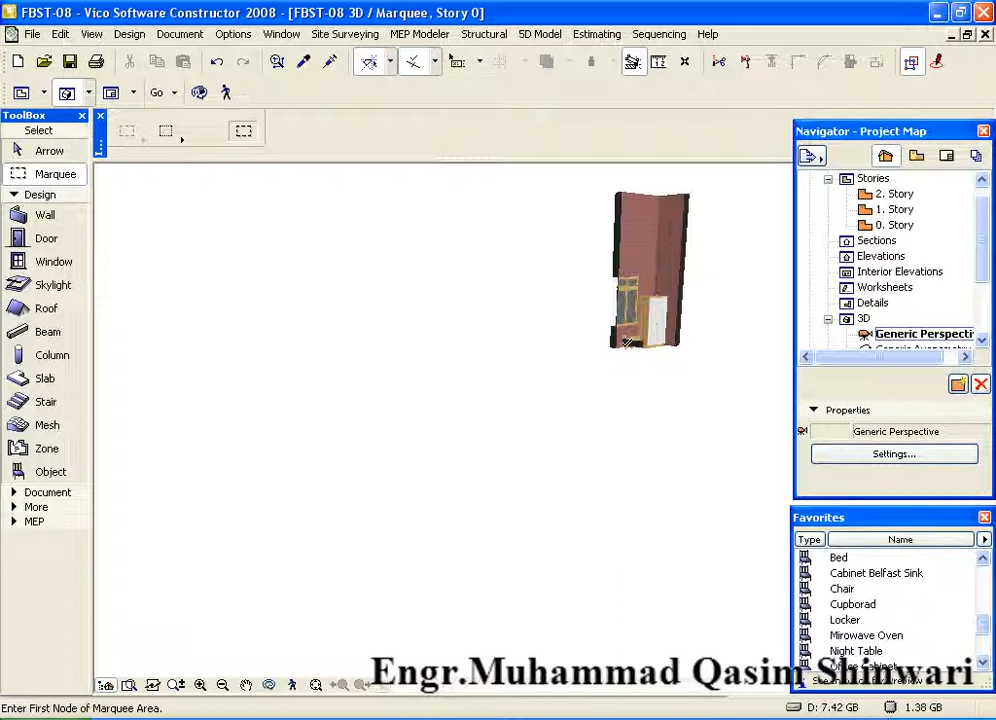 FBST-08 - Vico Software Constructor 2008 - [FBST-08 3D / Marquee, Story 0]
File Edit View Design Document Options Window Site Surveying MEP Modeler Structural 5D Model Estimating Sequencing Help
Go
ToolBox
Select
Arrow
Marquee
Design
Wall
Door
Window
Skylight
Roof
Beam
Column
Slab
Stair
Mesh
Zone
Object
Document
More
MEP
Navigator - Project Map
Stories
2. Story
1. Story
0. Story
Sections
Elevations
Interior Elevations
Worksheets
Details
3D
Generic Perspecti
Properties
Generic Perspective
Settings...
Favorites
Type Name
Bed
Cabinet Belfast Sink
Chair
Cupborad
Locker
Mirowave Oven
Night Table
Engr.Muhammad Qasim Shinwari
Enter First Node of Marquee Area.
D: 7.42 GB 1.38 GB